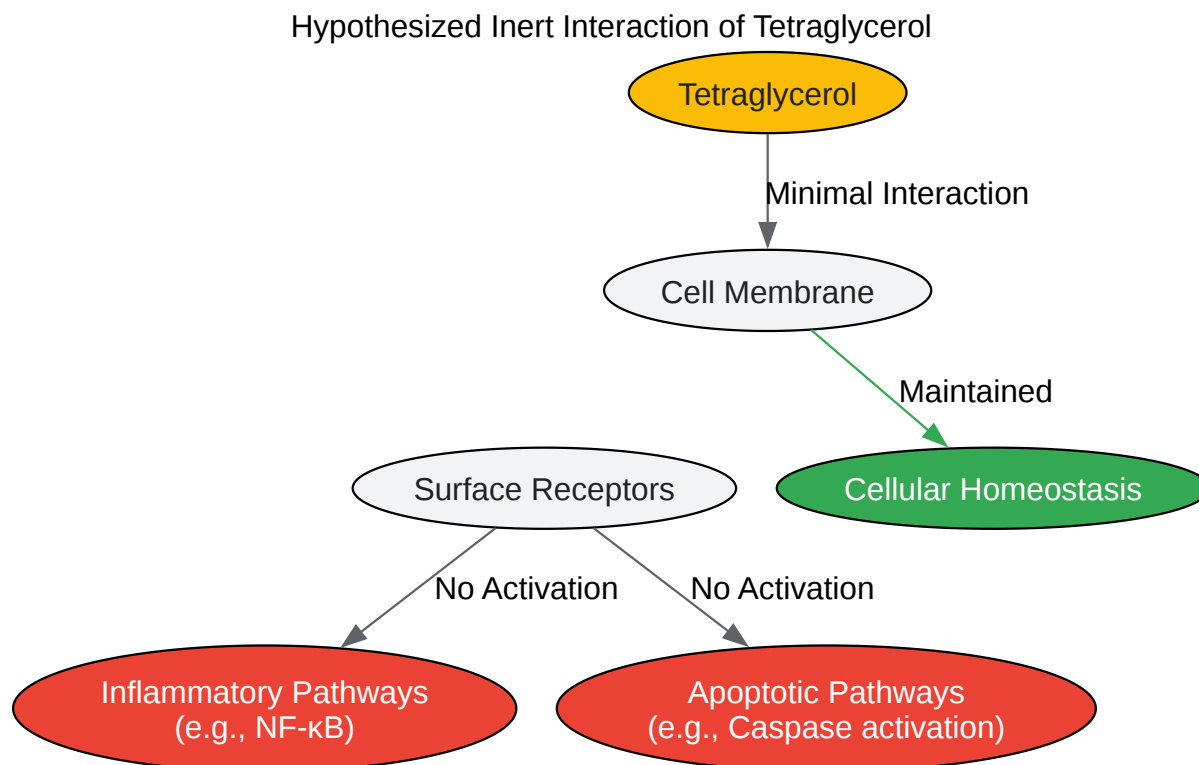 Hypothesized Inert Interaction of Tetraglycerol
Tetraglycerol
Minimal Interaction
Cell Membrane
Maintained
Surface Receptors
Cellular Homeostasis
No Activation
No Activation
Inflammatory Pathways
(e.g., NF-κB)
Apoptotic Pathways
(e.g., Caspase activation)